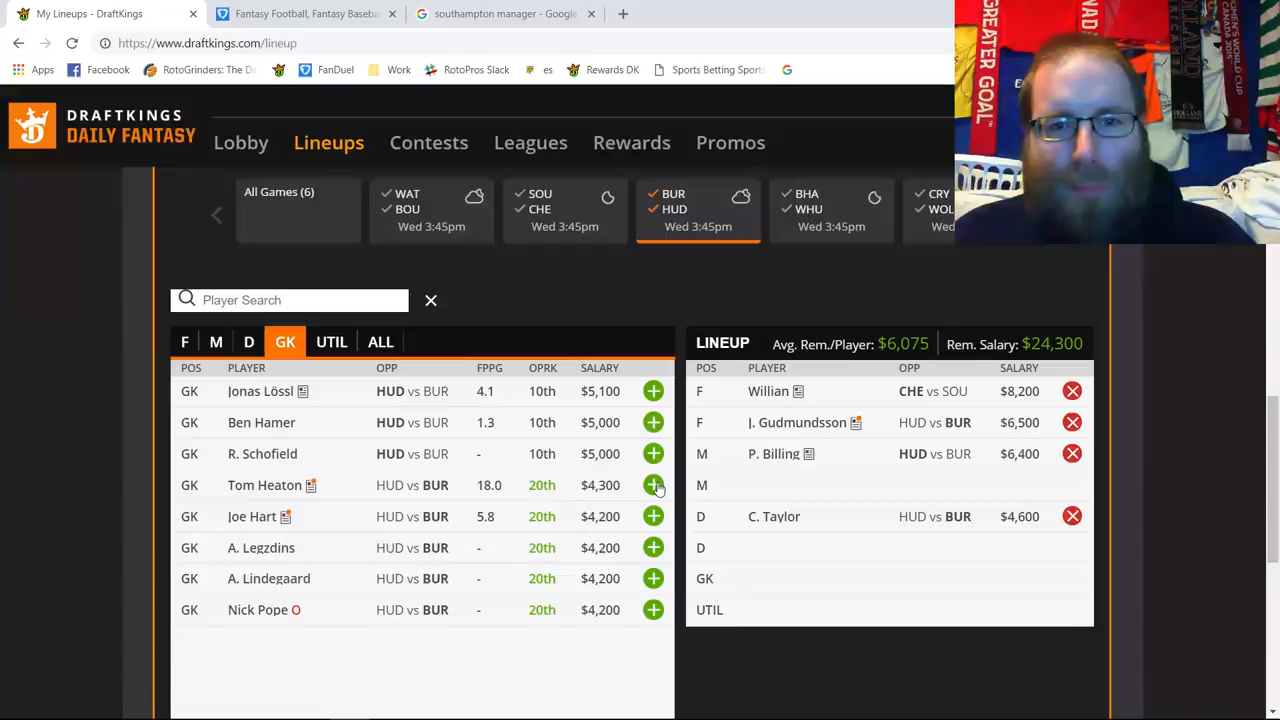 My Lineups - DraftKings
Fantasy Football, Fantasy Baseba
southampton manager - Google
https://www.draftkings.com/lineup
Apps Facebook RotoGrinders: The D FanDuel Work RotoPros Slack Rewards DK Sports Betting Sport
DRAFTKINGS
DAILY FANTASY
Lobby Lineups Contests Leagues Rewards Promos
All Games (6)
WAT
BOU
Wed 3:45pm
SOU
CHE
Wed 3:45pm
BUR
HUD
Wed 3:45pm
BHA
WHU
Wed 3:45pm
CRY
WOL
Wed
Player Search
F M D GK UTIL ALL
POS PLAYER OPP FPPG OPRK SALARY
GK Jonas Lössl HUD vs BUR 4.1 10th $5,100
GK Ben Hamer HUD vs BUR 1.3 10th $5,000
GK R. Schofield HUD vs BUR - 10th $5,000
GK Tom Heaton HUD vs BUR 18.0 20th $4,300
GK Joe Hart HUD vs BUR 5.8 20th $4,200
GK A. Legzdins HUD vs BUR - 20th $4,200
GK A. Lindegaard HUD vs BUR - 20th $4,200
GK Nick Pope O HUD vs BUR - 20th $4,200
LINEUP Avg. Rem./Player: $6,075 Rem. Salary: $24,300
POS PLAYER OPP SALARY
F Willian CHE vs SOU $8,200
F J. Gudmundsson HUD vs BUR $6,500
M P. Billing HUD vs BUR $6,400
M
D C. Taylor HUD vs BUR $4,600
D
GK
UTIL
GREATER GOAL